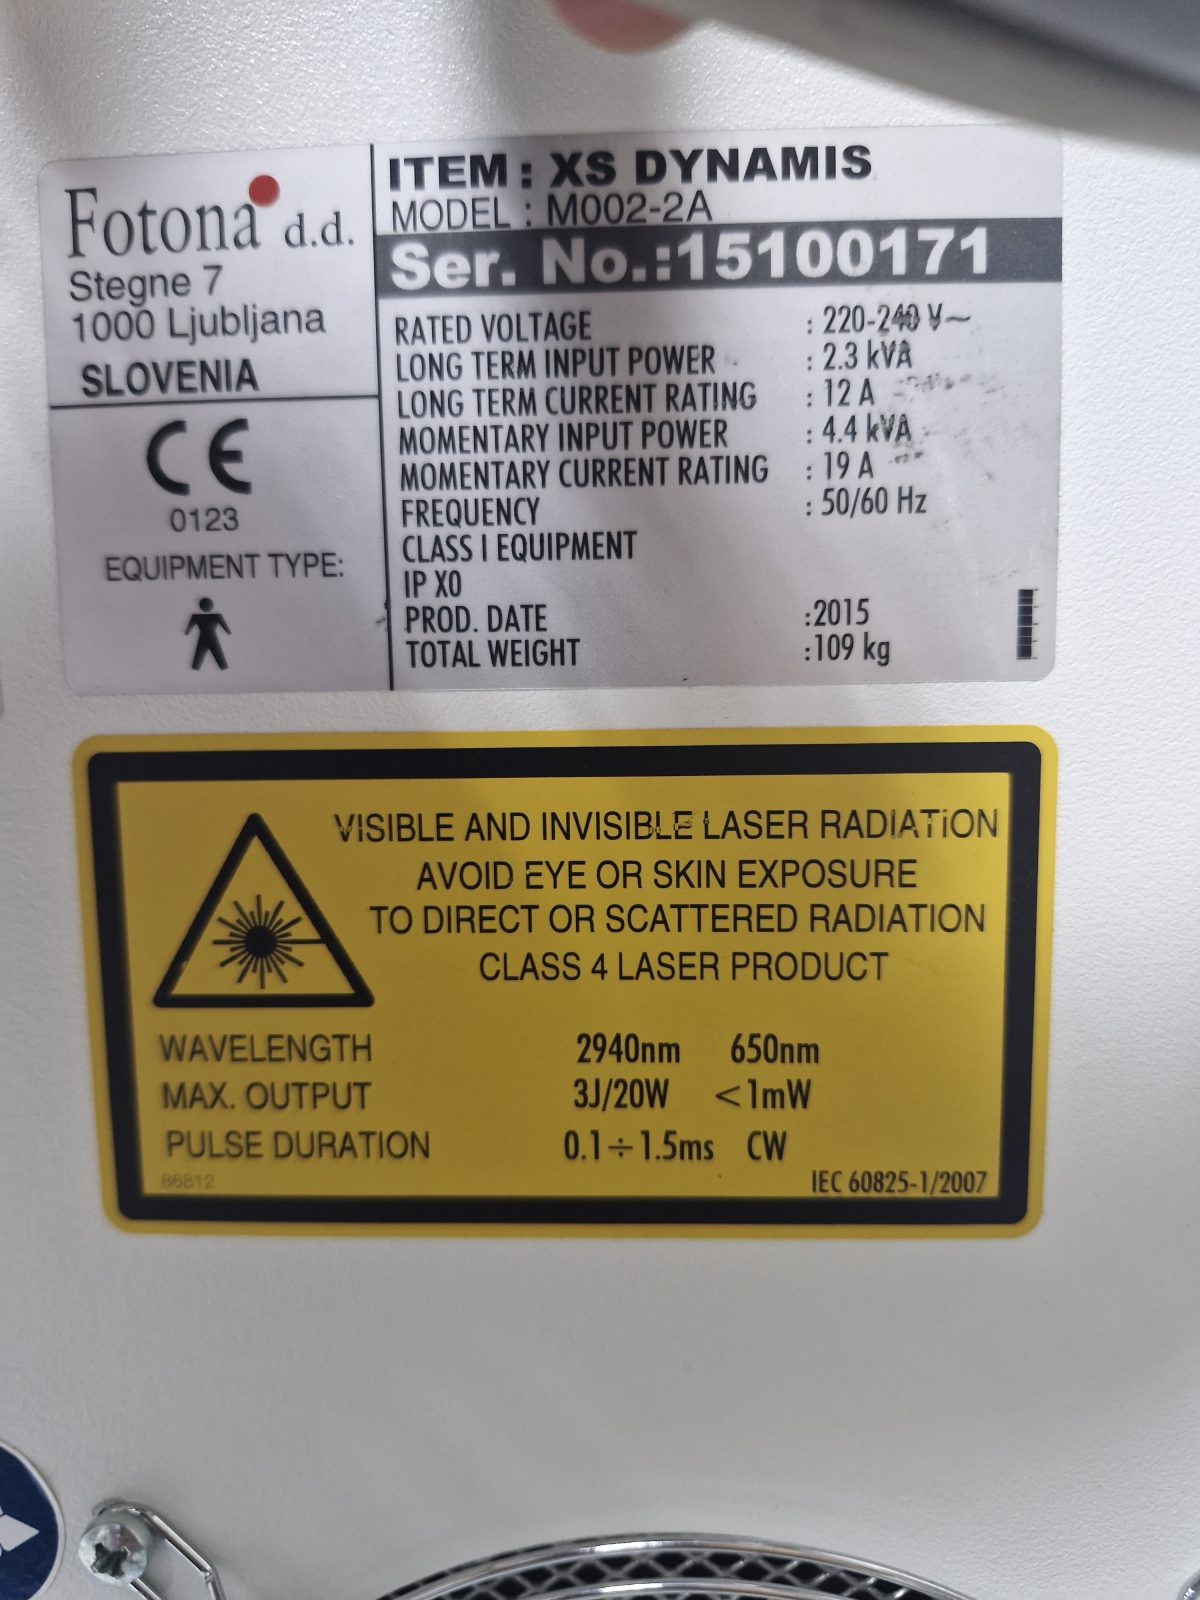 Fotona d.d.
Stegne 7
1000 Ljubljana
SLOVENIA
CE
0123
EQUIPMENT TYPE:
ITEM : XS DYNAMIS
MODEL : M002-2A
Ser. No.:15100171
RATED VOLTAGE : 220-240 V~
LONG TERM INPUT POWER : 2.3 kVA
LONG TERM CURRENT RATING : 12 A
MOMENTARY INPUT POWER : 4.4 kVA
MOMENTARY CURRENT RATING : 19 A
FREQUENCY : 50/60 Hz
CLASS I EQUIPMENT
IP X0
PROD. DATE :2015
TOTAL WEIGHT :109 kg
VISIBLE AND INVISIBLE LASER RADIATION
AVOID EYE OR SKIN EXPOSURE
TO DIRECT OR SCATTERED RADIATION
CLASS 4 LASER PRODUCT
WAVELENGTH 2940nm 650nm
MAX. OUTPUT 3J/20W <1mW
PULSE DURATION 0.1÷1.5ms CW
86812 IEC 60825-1/2007